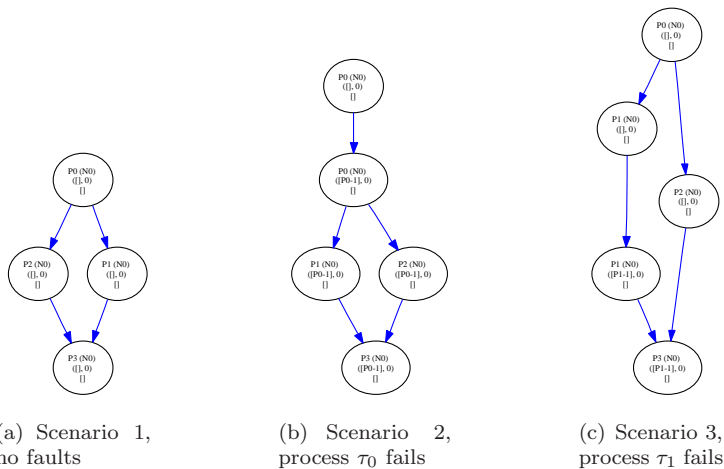 P0 (N0)
([], 0)
[]
P2 (N0)
([], 0)
[]
P1 (N0)
([], 0)
[]
P3 (N0)
([], 0)
[]
(a) Scenario 1,
no faults
P0 (N0)
([], 0)
[]
P0 (N0)
([P0-1], 0)
[]
P1 (N0)
([P0-1], 0)
[]
P2 (N0)
([P0-1], 0)
[]
P3 (N0)
([P0-1], 0)
[]
(b) Scenario 2,
process τ0 fails
P0 (N0)
([], 0)
[]
P1 (N0)
([], 0)
[]
P2 (N0)
([], 0)
[]
P1 (N0)
([P1-1], 0)
[]
P3 (N0)
([P1-1], 0)
[]
(c) Scenario 3,
process τ1 fails